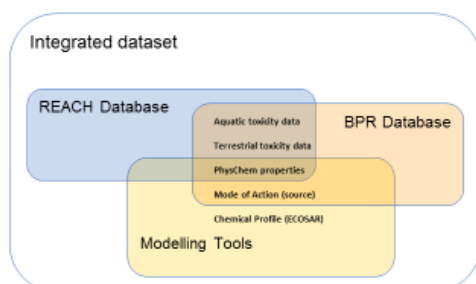 Integrated dataset
REACH Database
BPR Database
Aquatic toxicity data
Terrestrial toxicity data
PhysChem properties
Mode of Action (source)
Chemical Profile (ECOSAR)
Modelling Tools